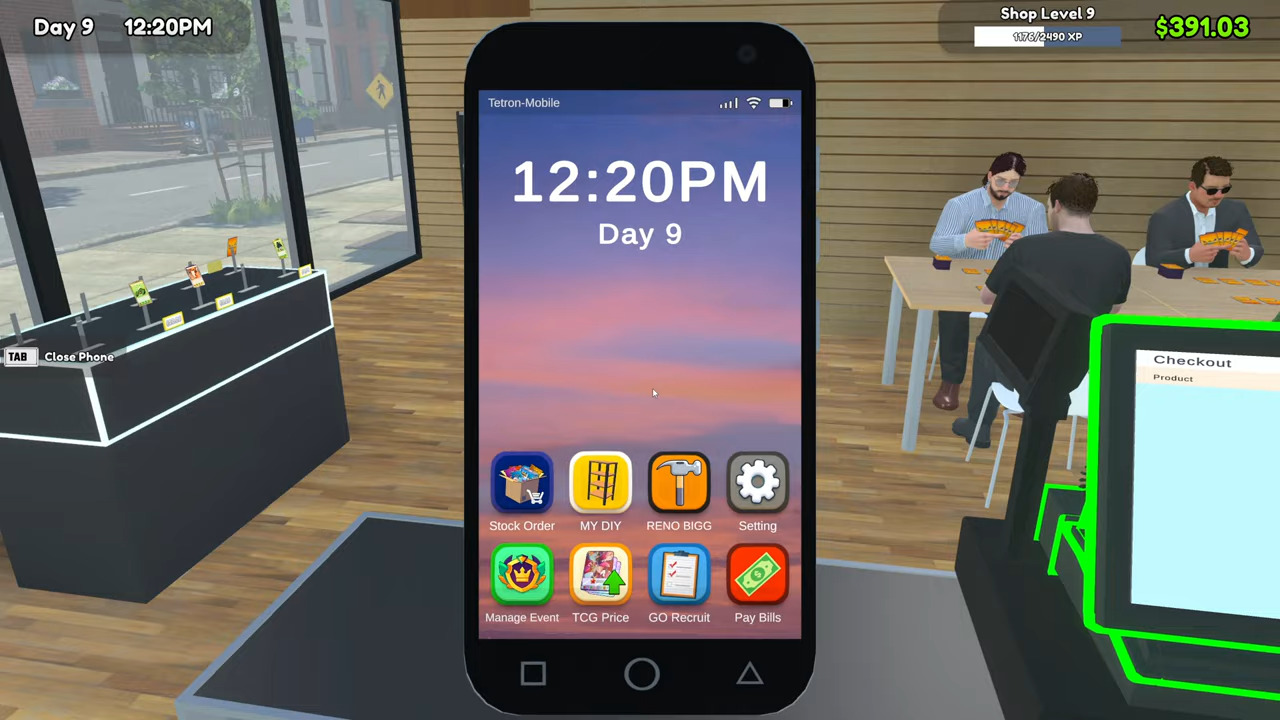 Day 9 12:20PM
Shop Level 9
1176/2490 XP
$391.03
Tetron-Mobile
12:20PM
Day 9
TAB Close Phone
Checkout
Product
Stock Order MY DIY RENO BIGG Setting
Manage Event TCG Price GO Recruit Pay Bills